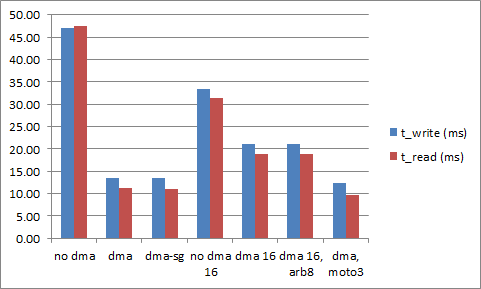 50.00
45.00
40.00
35.00
30.00
25.00
20.00
15.00
10.00
5.00
0.00
no dma
dma
dma-sg
no dma
16
dma 16
dma 16,
arb8
dma,
moto3
t_write (ms)
t_read (ms)